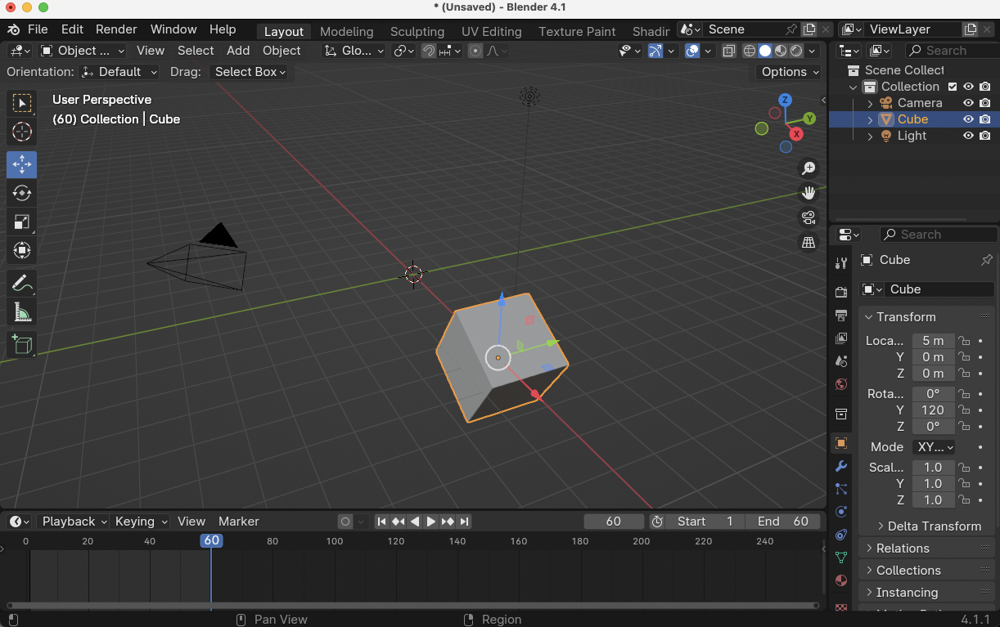 * (Unsaved) - Blender 4.1
File Edit Render Window Help Layout Modeling Sculpting UV Editing Texture Paint Shadir Scene ViewLayer
Object ... View Select Add Object Glo... Search
Orientation: Default Drag: Select Box Options
User Perspective
(60) Collection | Cube
Z
Y
X
Scene Collect
Collection
Camera
Cube
Light
Search
Cube
Cube
Transform
Loca... 5 m
Y 0 m
Z 0 m
Rota... 0°
Y 120
Z 0°
Mode XY...
Scal... 1.0
Y 1.0
Z 1.0
Delta Transform
Relations
Collections
Instancing
Playback Keying View Marker 60 Start 1 End 60
0 20 40 60 80 100 120 140 160 180 200 220 240
Pan View Region 4.1.1